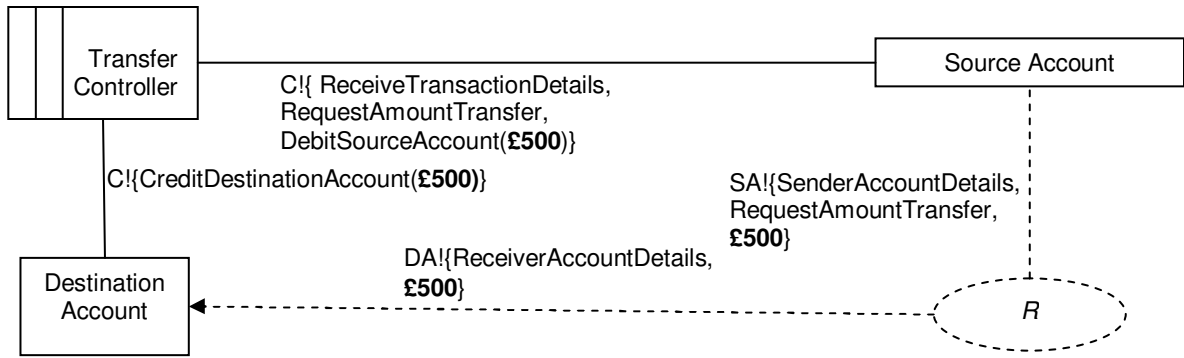 Transfer
Controller
Source Account
C!{ ReceiveTransactionDetails,
RequestAmountTransfer,
DebitSourceAccount(£500)}
C!{CreditDestinationAccount(£500)}
SA!{SenderAccountDetails,
RequestAmountTransfer,
£500}
DA!{ReceiverAccountDetails,
£500}
Destination
Account
R